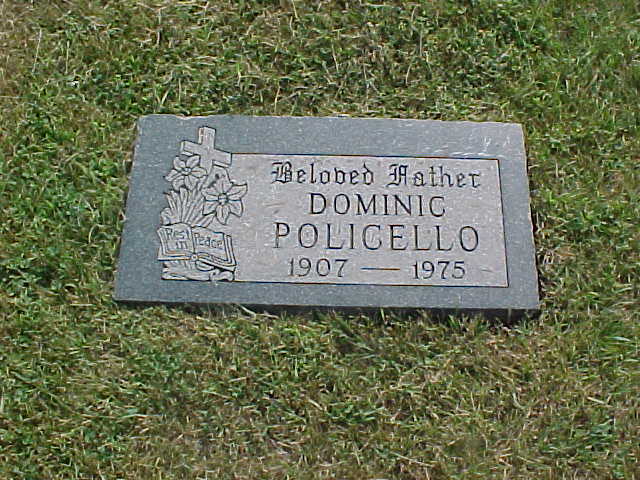 Beloved Father
DOMINIC
POLICELLO
1907 — 1975
Rest in Peace